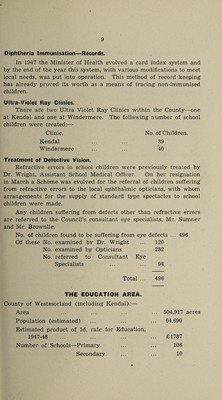 9
Diphtheria Immunisation—Records.
In 1947 the Minister of Health evolved a card index system and
by the end of the year this system, with various modifications to meet
local needs, was put into operation. This method of record keeping
has already proved its worth as a means of tracing non-immunized
children.
Ultra-Violet Ray Clinics.
There are two Ultra Violet Ray Clinics within the County—one
at Kendal and one at Windermere. The following number of school
children were treated:—
Clinic. No. of Children.
Kendal ... ... 39
Windermere ... ... 40
Treatment of Defective Vision.
Refractive errors in school children were previously treated by
Dr. Wright, Assistant School Medical Officer. On her resignation
in March a Scheme was evolved for the referral of children suffering
from refractive errors to the local ophthalmic opticians, with whom
arrangements for the supply of standard type spectacles to school
children were made.
Any children suffering from defects other than refractive errors
are referred to the Council's consultant eye specialists, Mr. Sumner
and Mr. Brownlie.
No. of children found to be suffering from eye defects ... 496
Of these No. examined by Dr. Wright ... 120
No. examined by Opticians ... 282
No. referred to Consultant Eye
Specialists ... ... 94
Total ... 496
THE EDUCATION AREA.
County of Westmorland (including Kendal):—
Area ... ... ... ... 504,917 acres
Population (estimated) ... ... ... 64,690
Estimated product of 1d. rate for Education,
1947-48 ... ... ... £1787
Number of Schools—Primary ... ... 106
Secondary ... ... 10